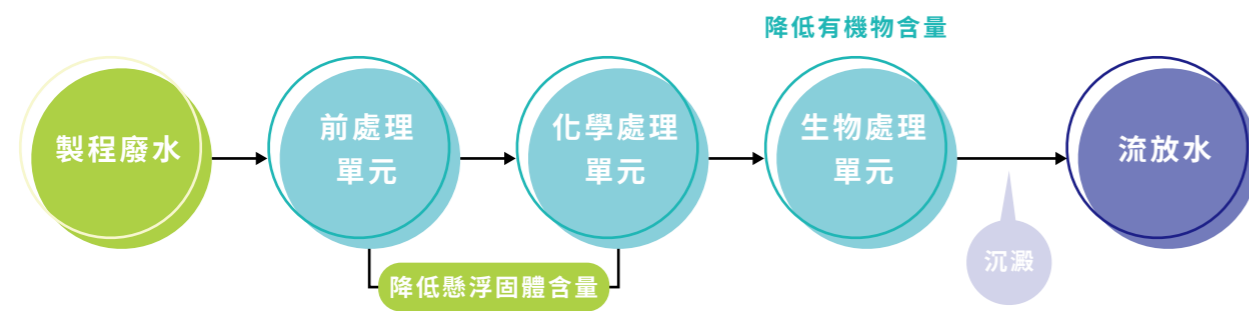 降低有機物含量
製程廢水
前處理
單元
化學處理
單元
生物處理
單元
流放水
沉澱
降低懸浮固體含量